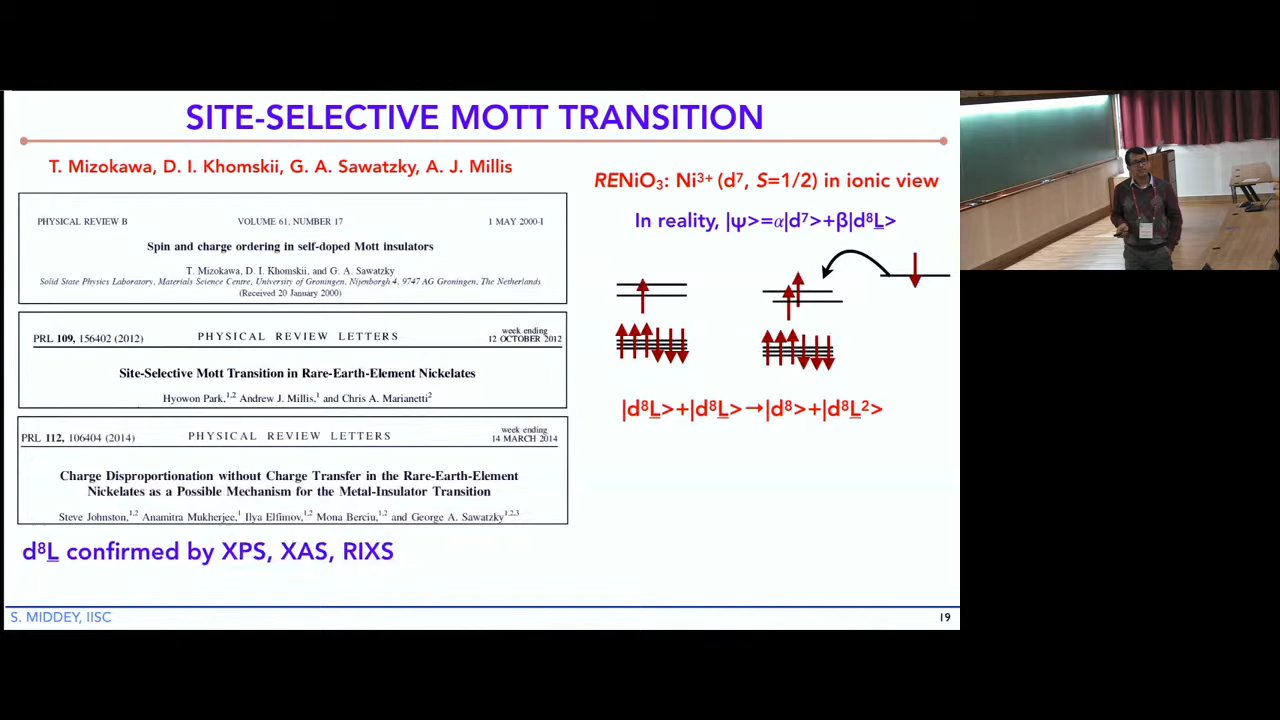 SITE-SELECTIVE MOTT TRANSITION
T. Mizokawa, D. I. Khomskii, G. A. Sawatzky, A. J. Millis
PHYSICAL REVIEW B VOLUME 61, NUMBER 17 1 MAY 2000-I
Spin and charge ordering in self-doped Mott insulators
T. Mizokawa, D. I. Khomskii, and G. A. Sawatzky
Solid State Physics Laboratory, Materials Science Centre, University of Groningen, Nijenborgh 4, 9747 AG Groningen, The Netherlands
(Received 20 January 2000)
PRL 109, 156402 (2012) PHYSICAL REVIEW LETTERS week ending
12 OCTOBER 2012
Site-Selective Mott Transition in Rare-Earth-Element Nickelates
Hyowon Park,1,2 Andrew J. Millis,1 and Chris A. Marianetti2
PRL 112, 106404 (2014) PHYSICAL REVIEW LETTERS week ending
14 MARCH 2014
Charge Disproportionation without Charge Transfer in the Rare-Earth-Element
Nickelates as a Possible Mechanism for the Metal-Insulator Transition
Steve Johnston,1,2 Anamitra Mukherjee,1 Ilya Elfimov,1,2 Mona Berciu,1,2 and George A. Sawatzky1,2,3
d⁸L confirmed by XPS, XAS, RIXS
RENiO₃: Ni³⁺ (d⁷, S=1/2) in ionic view
In reality, |ψ>=α|d⁷>+β|d⁸L>
|d⁸L>+|d⁸L>→|d⁸>+|d⁸L²>
S. MIDDEY, IISC
19